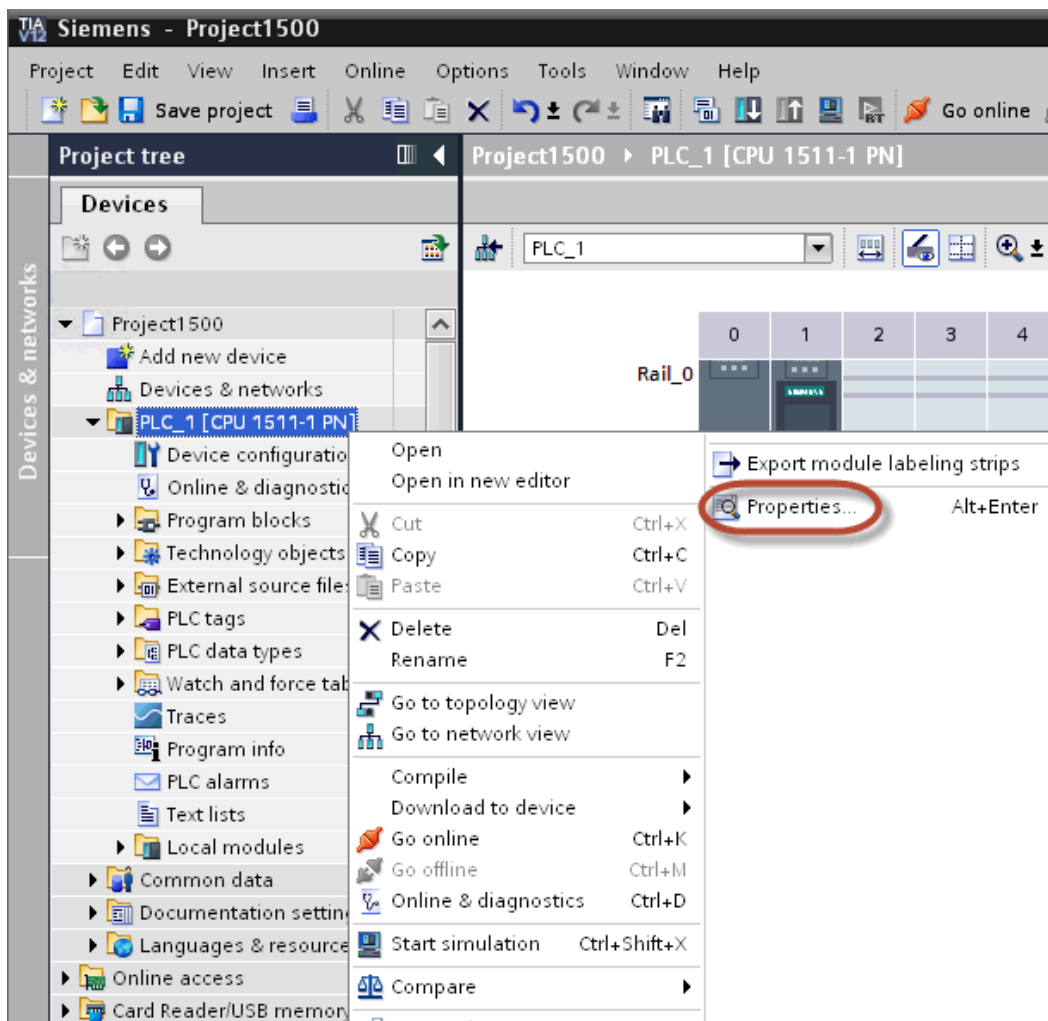 TIA V12 Siemens - Project1500
Project Edit View Insert Online Options Tools Window Help
Save project RT Go online
Project tree
Project1500 PLC_1 [CPU 1511-1 PN]
Devices
Devices & networks
PLC_1
0 1 2 3 4
Rail_0
SIEMENS
Project1500
Add new device
Devices & networks
PLC_1 [CPU 1511-1 PN]
Device configuratio
Online & diagnostic
Program blocks
Technology objects
External source file
PLC tags
PLC data types
Watch and force tab
Traces
Program info
PLC alarms
Text lists
Local modules
Common data
Documentation settin
Languages & resource
Online access
Card Reader/USB memory
Open
Open in new editor
Cut Ctrl+X
Copy Ctrl+C
Paste Ctrl+V
Delete Del
Rename F2
Go to topology view
Go to network view
Compile
Download to device
Go online Ctrl+K
Go offline Ctrl+M
Online & diagnostics Ctrl+D
Start simulation Ctrl+Shift+X
Compare
Export module labeling strips
Properties... Alt+Enter